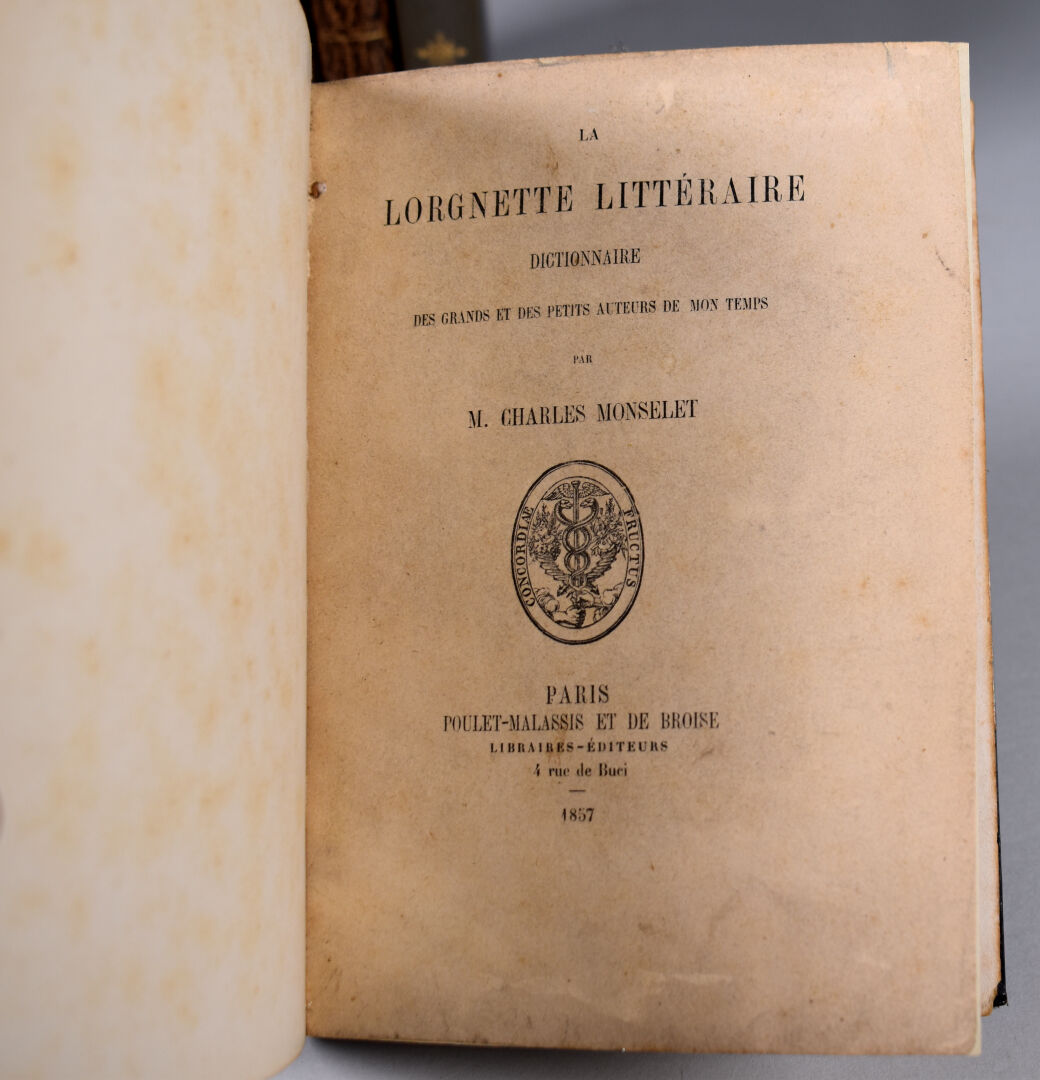 LA
LORGNETTE LITTÉRAIRE
DICTIONNAIRE
DES GRANDS ET DES PETITS AUTEURS DE MON TEMPS
PAR
M. CHARLES MONSELET
CONCORDIÆ FRUCTUS
PARIS
POULET-MALASSIS ET DE BROISE
LIBRAIRES-ÉDITEURS
4 rue de Buci
1857